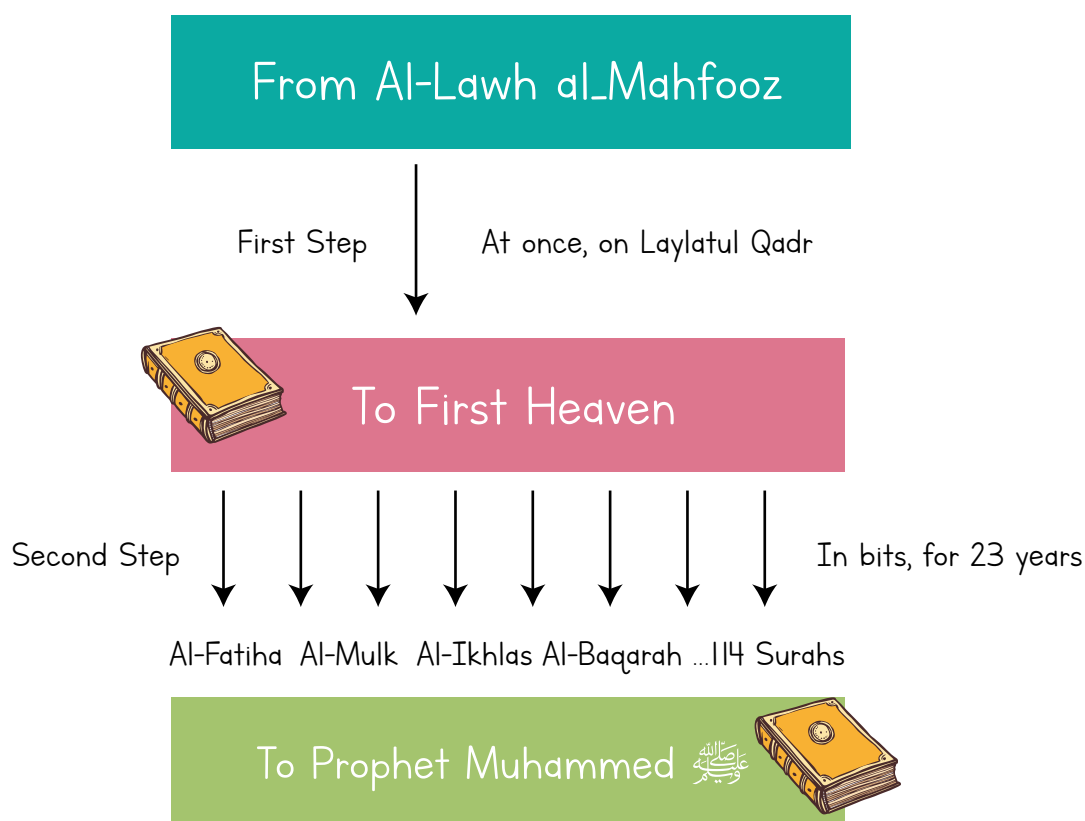 From Al-Lawh al_Mahfooz
First Step
At once, on Laylatul Qadr
To First Heaven
Second Step
In bits, for 23 years
Al-Fatiha Al-Mulk Al-Ikhlas Al-Baqarah ...114 Surahs
To Prophet Muhammed ﷺ